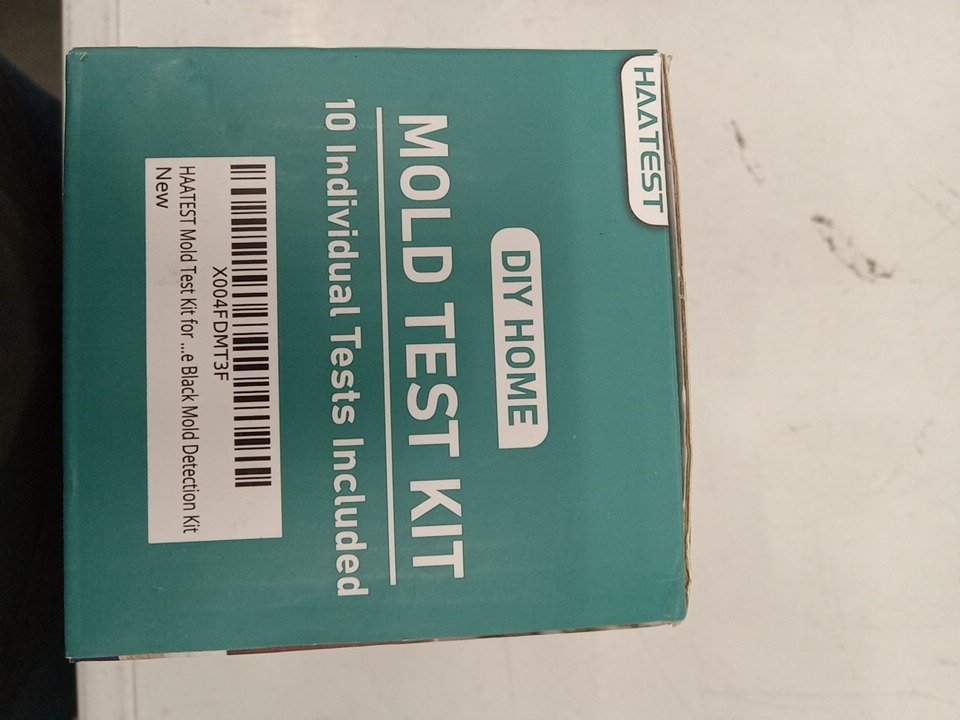 HAATEST
DIY HOME
MOLD TEST KIT
10 Individual Tests Included
X004FDMT3F
HAATEST Mold Test Kit for ...e Black Mold Detection Kit
New